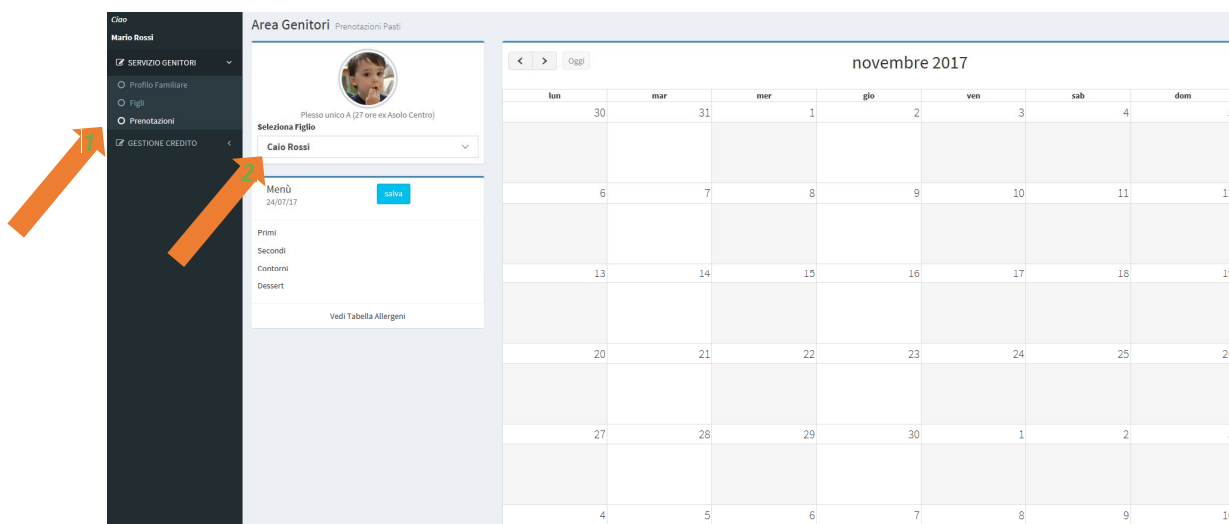 Ciao
Mario Rossi
SERVIZIO GENITORI
Profilo Familiare
Figli
Prenotazioni
GESTIONE CREDITO
1
2
Area Genitori Prenotazioni Pasti
Plesso unico A (27 ore ex Asolo Centro)
Seleziona Figlio
Caio Rossi
Menù
24/07/17
salva
Primi
Secondi
Contorni
Dessert
Vedi Tabella Allergeni
Oggi
novembre 2017
lun mar mer gio ven sab dom
30 31 1 2 3 4
6 7 8 9 10 11
13 14 15 16 17 18
20 21 22 23 24 25
27 28 29 30 1 2
4 5 6 7 8 9